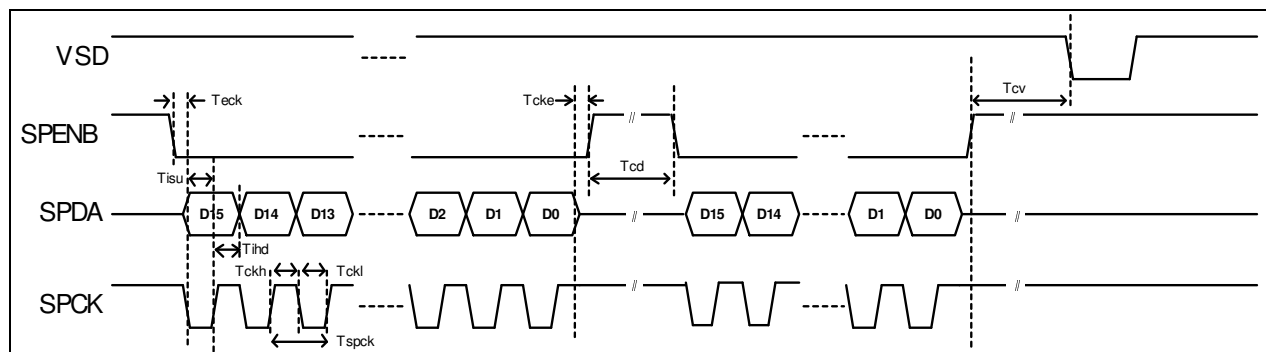 VSD
Teck
Tcke
Tcv
SPENB
Tisu
Tcd
SPDA
D15
D14
D13
D2
D1
D0
//
D15
D14
D1
D0
//
Tihd
Tckh
Tckl
SPCK
Tspck